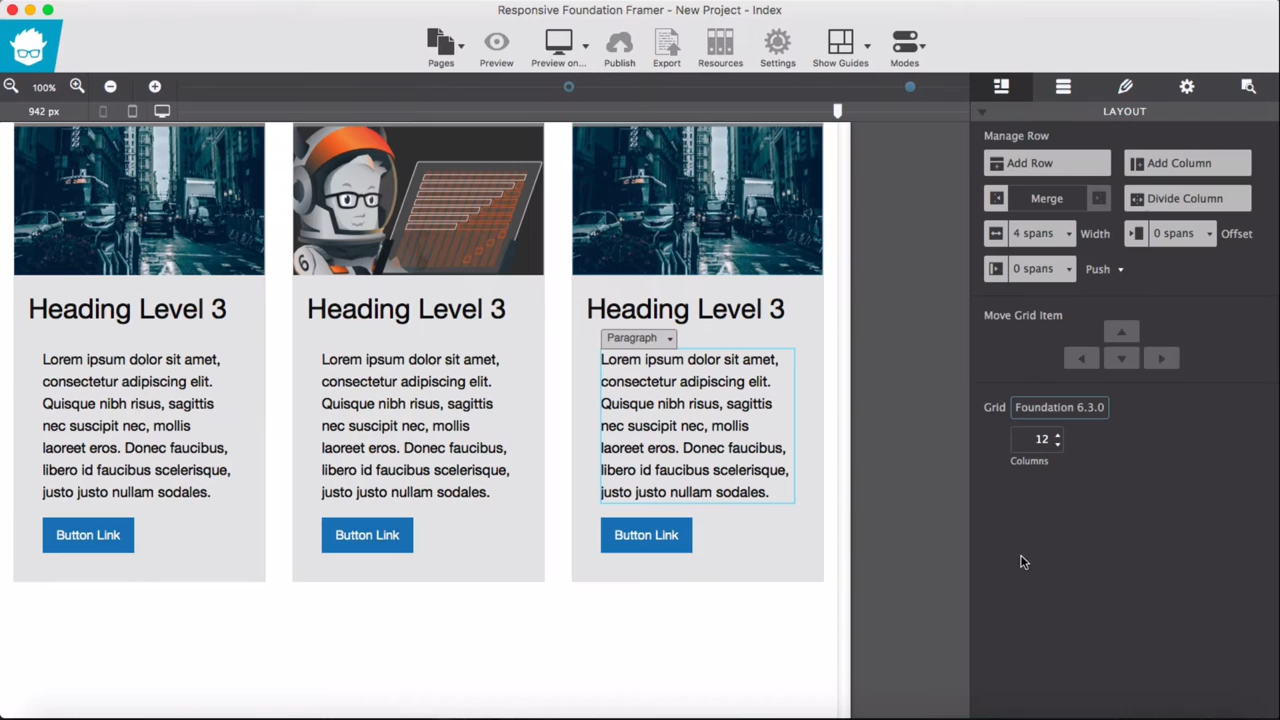 Responsive Foundation Framer - New Project - Index
Pages
Preview
Preview on...
Publish
Export
Resources
Settings
Show Guides
Modes
100%
942 px
LAYOUT
Manage Row
Add Row
Add Column
Merge
Divide Column
4 spans
Width
0 spans
Offset
0 spans
Push
Move Grid Item
Grid
Foundation 6.3.0
12
Columns
6
Heading Level 3
Lorem ipsum dolor sit amet,
consectetur adipiscing elit.
Quisque nibh risus, sagittis
nec suscipit nec, mollis
laoreet eros. Donec faucibus,
libero id faucibus scelerisque,
justo justo nullam sodales.
Button Link
Heading Level 3
Lorem ipsum dolor sit amet,
consectetur adipiscing elit.
Quisque nibh risus, sagittis
nec suscipit nec, mollis
laoreet eros. Donec faucibus,
libero id faucibus scelerisque,
justo justo nullam sodales.
Button Link
Heading Level 3
Paragraph
Lorem ipsum dolor sit amet,
consectetur adipiscing elit.
Quisque nibh risus, sagittis
nec suscipit nec, mollis
laoreet eros. Donec faucibus,
libero id faucibus scelerisque,
justo justo nullam sodales.
Button Link